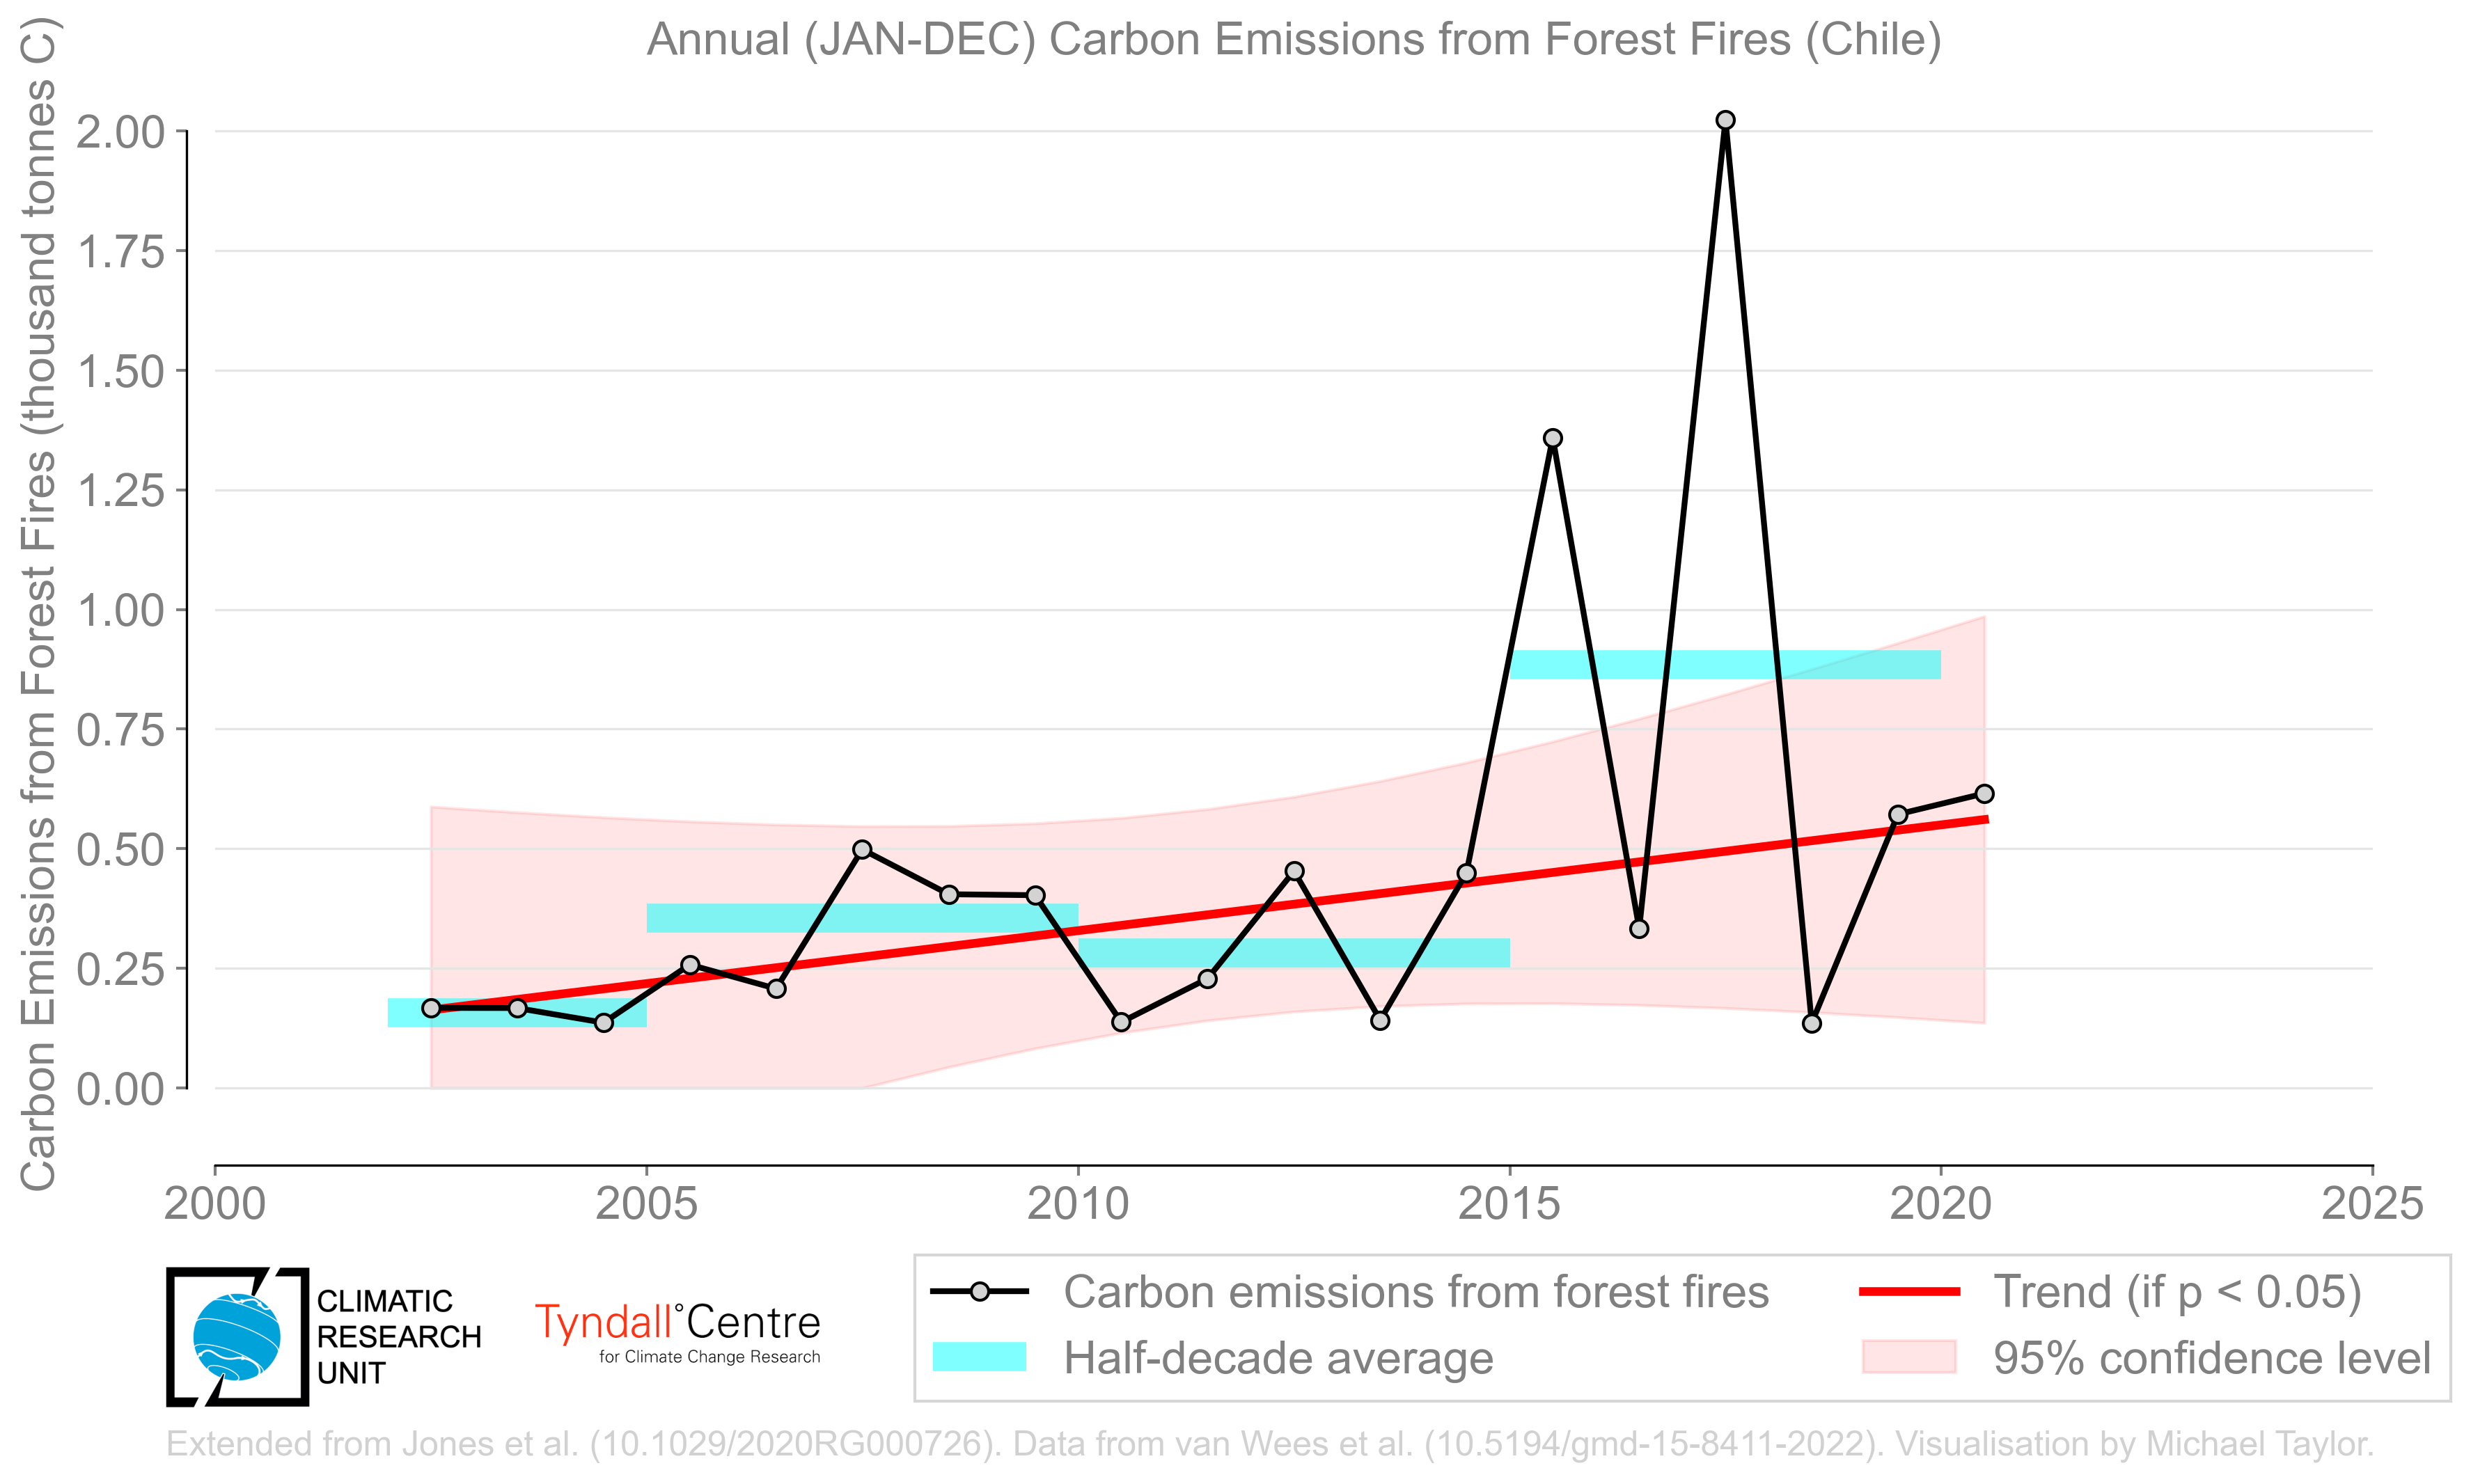 Annual (JAN-DEC) Carbon Emissions from Forest Fires (Chile)
Carbon Emissions from Forest Fires (thousand tonnes C)
2.00
1.75
1.50
1.25
1.00
0.75
0.50
0.25
0.00
2000 2005 2010 2015 2020 2025
CLIMATIC
RESEARCH
UNIT
Tyndall°Centre
for Climate Change Research
Carbon emissions from forest fires
Half-decade average
Trend (if p < 0.05)
95% confidence level
Extended from Jones et al. (10.1029/2020RG000726). Data from van Wees et al. (10.5194/gmd-15-8411-2022). Visualisation by Michael Taylor.